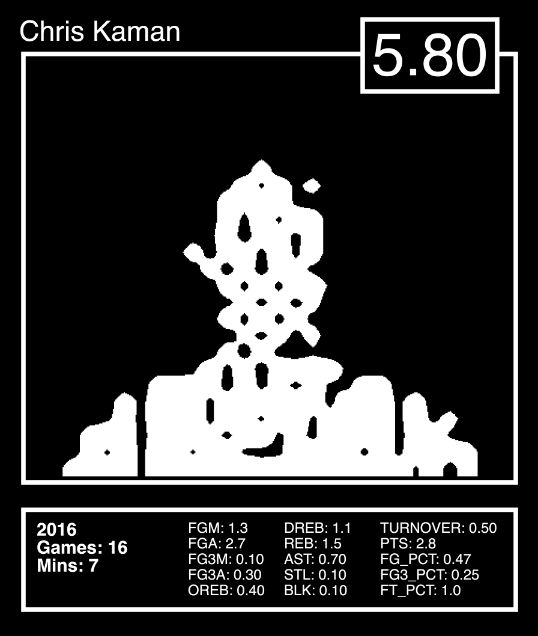 Chris Kaman
5.80
2016
Games: 16
Mins: 7
FGM: 1.3
FGA: 2.7
FG3M: 0.10
FG3A: 0.30
OREB: 0.40
DREB: 1.1
REB: 1.5
AST: 0.70
STL: 0.10
BLK: 0.10
TURNOVER: 0.50
PTS: 2.8
FG_PCT: 0.47
FG3_PCT: 0.25
FT_PCT: 1.0